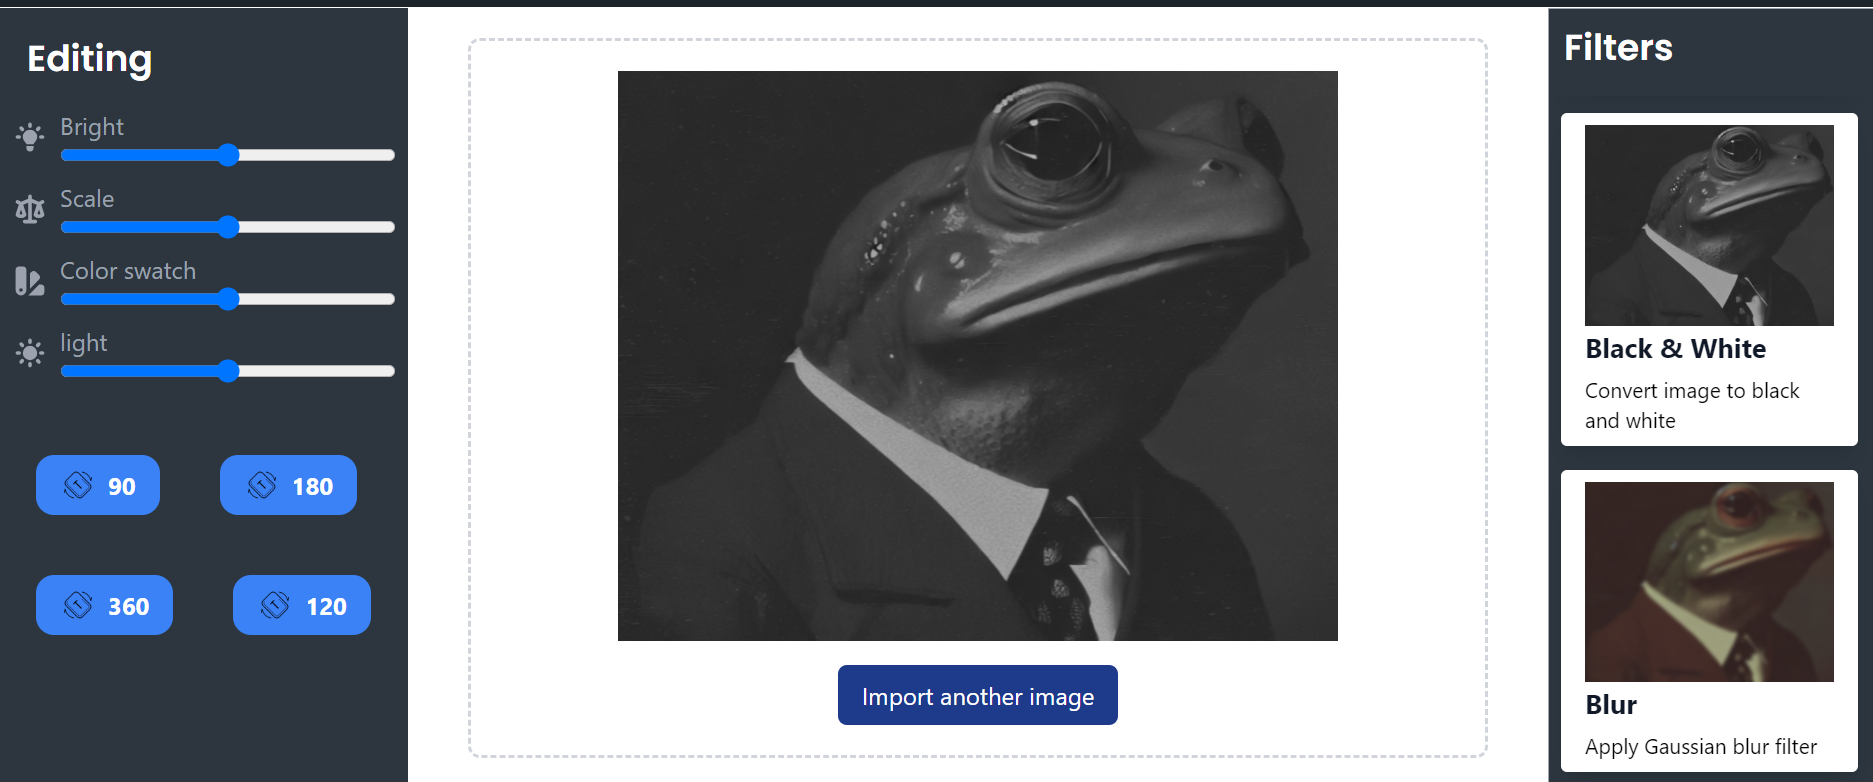 Editing
Bright
Scale
Color swatch
light
90
180
360
120
Import another image
Filters
Black & White
Convert image to black
and white
Blur
Apply Gaussian blur filter